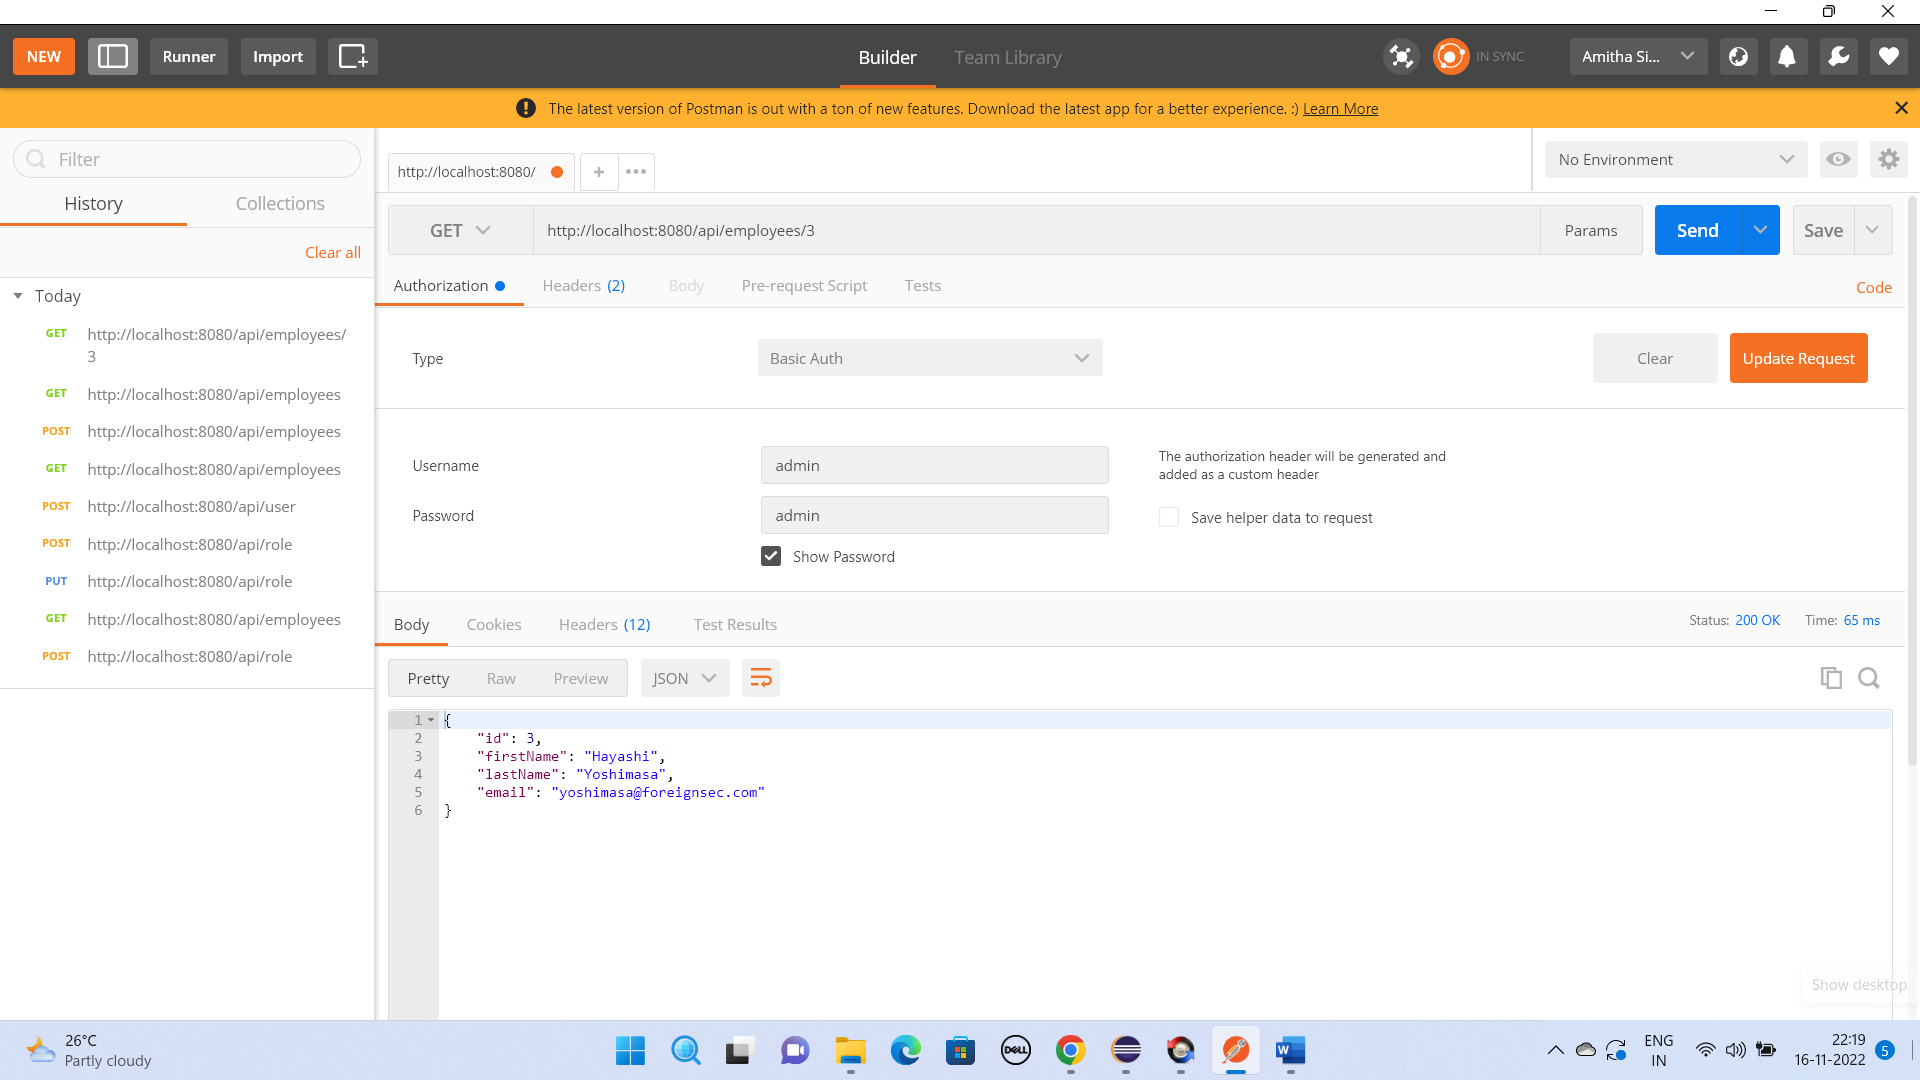 NEW
Runner
Import
Builder
Team Library
IN SYNC
Amitha Si...
The latest version of Postman is out with a ton of new features. Download the latest app for a better experience. :) Learn More
Filter
History
Collections
Clear all
Today
GET http://localhost:8080/api/employees/
3
GET http://localhost:8080/api/employees
POST http://localhost:8080/api/employees
GET http://localhost:8080/api/employees
POST http://localhost:8080/api/user
POST http://localhost:8080/api/role
PUT http://localhost:8080/api/role
GET http://localhost:8080/api/employees
POST http://localhost:8080/api/role
http://localhost:8080/
No Environment
GET
http://localhost:8080/api/employees/3
Params
Send
Save
Authorization
Headers (2)
Body
Pre-request Script
Tests
Code
Type
Basic Auth
Clear
Update Request
Username
admin
The authorization header will be generated and
added as a custom header
Password
admin
Save helper data to request
Show Password
Body
Cookies
Headers (12)
Test Results
Status: 200 OK
Time: 65 ms
Pretty
Raw
Preview
JSON
1 {
2 "id": 3,
3 "firstName": "Hayashi",
4 "lastName": "Yoshimasa",
5 "email": "yoshimasa@foreignsec.com"
6 }
Show desktop
26°C
Partly cloudy
DELL
W
ENG
IN
22:19
16-11-2022
5